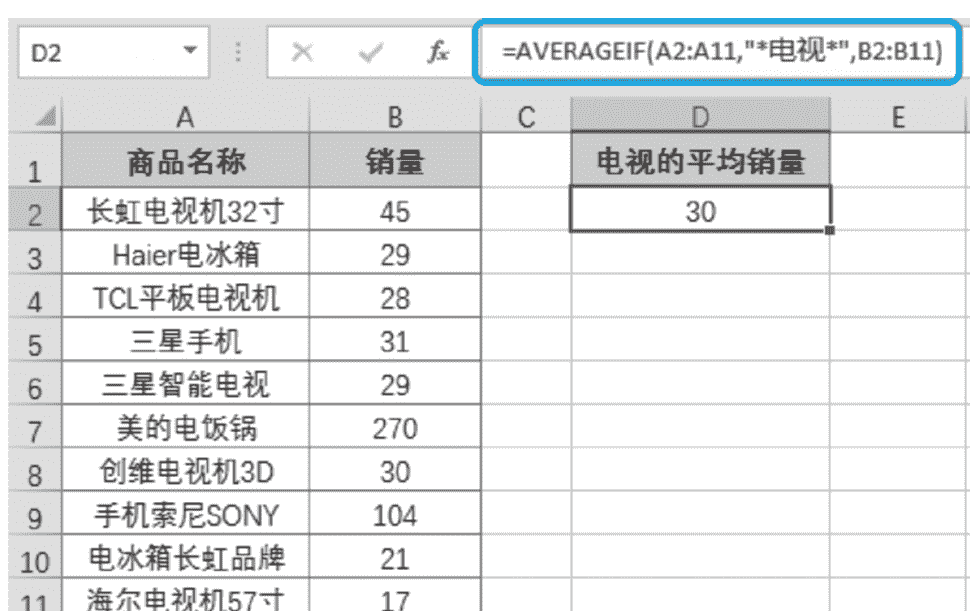 D2 fx =AVERAGEIF(A2:A11,"*电视*",B2:B11)
A B C D E
1 商品名称 销量 电视的平均销量
2 长虹电视机32寸 45 30
3 Haier电冰箱 29
4 TCL平板电视机 28
5 三星手机 31
6 三星智能电视 29
7 美的电饭锅 270
8 创维电视机3D 30
9 手机索尼SONY 104
10 电冰箱长虹品牌 21
11 海尔电视机57寸 17